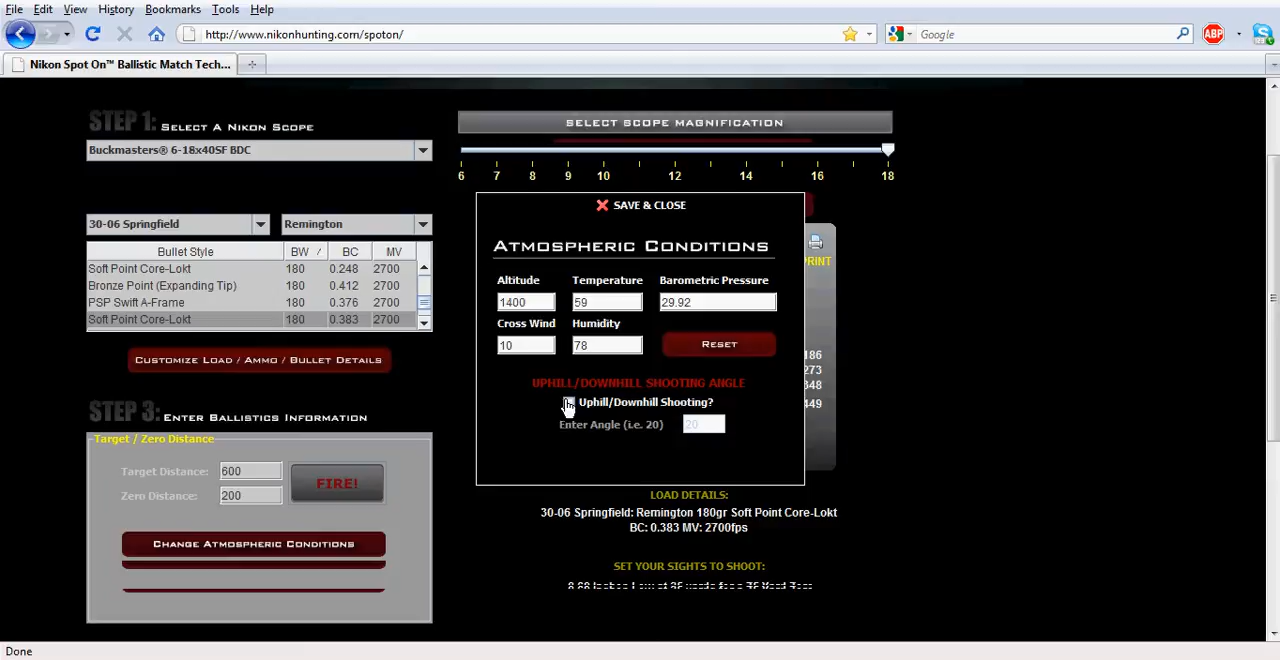 File Edit View History Bookmarks Tools Help
http://www.nikonhunting.com/spoton/
Google
ABP
Nikon Spot On™ Ballistic Match Tech...
STEP 1: SELECT A NIKON SCOPE
Buckmasters® 6-18x40SF BDC
SELECT SCOPE MAGNIFICATION
6 7 8 9 10 12 14 16 18
30-06 Springfield Remington
Bullet Style BW BC MV
Soft Point Core-Lokt 180 0.248 2700
Bronze Point (Expanding Tip) 180 0.412 2700
PSP Swift A-Frame 180 0.376 2700
Soft Point Core-Lokt 180 0.383 2700
CUSTOMIZE LOAD / AMMO / BULLET DETAILS
STEP 3: ENTER BALLISTICS INFORMATION
Target / Zero Distance
Target Distance: 600
FIRE!
Zero Distance: 200
CHANGE ATMOSPHERIC CONDITIONS
SAVE & CLOSE
ATMOSPHERIC CONDITIONS
Altitude Temperature Barometric Pressure
1400 59 29.92
Cross Wind Humidity
10 78 RESET
UPHILL/DOWNHILL SHOOTING ANGLE
Uphill/Downhill Shooting?
Enter Angle (i.e. 20) 20
PRINT
186
273
348
449
LOAD DETAILS:
30-06 Springfield: Remington 180gr Soft Point Core-Lokt
BC: 0.383 MV: 2700fps
SET YOUR SIGHTS TO SHOOT:
Done